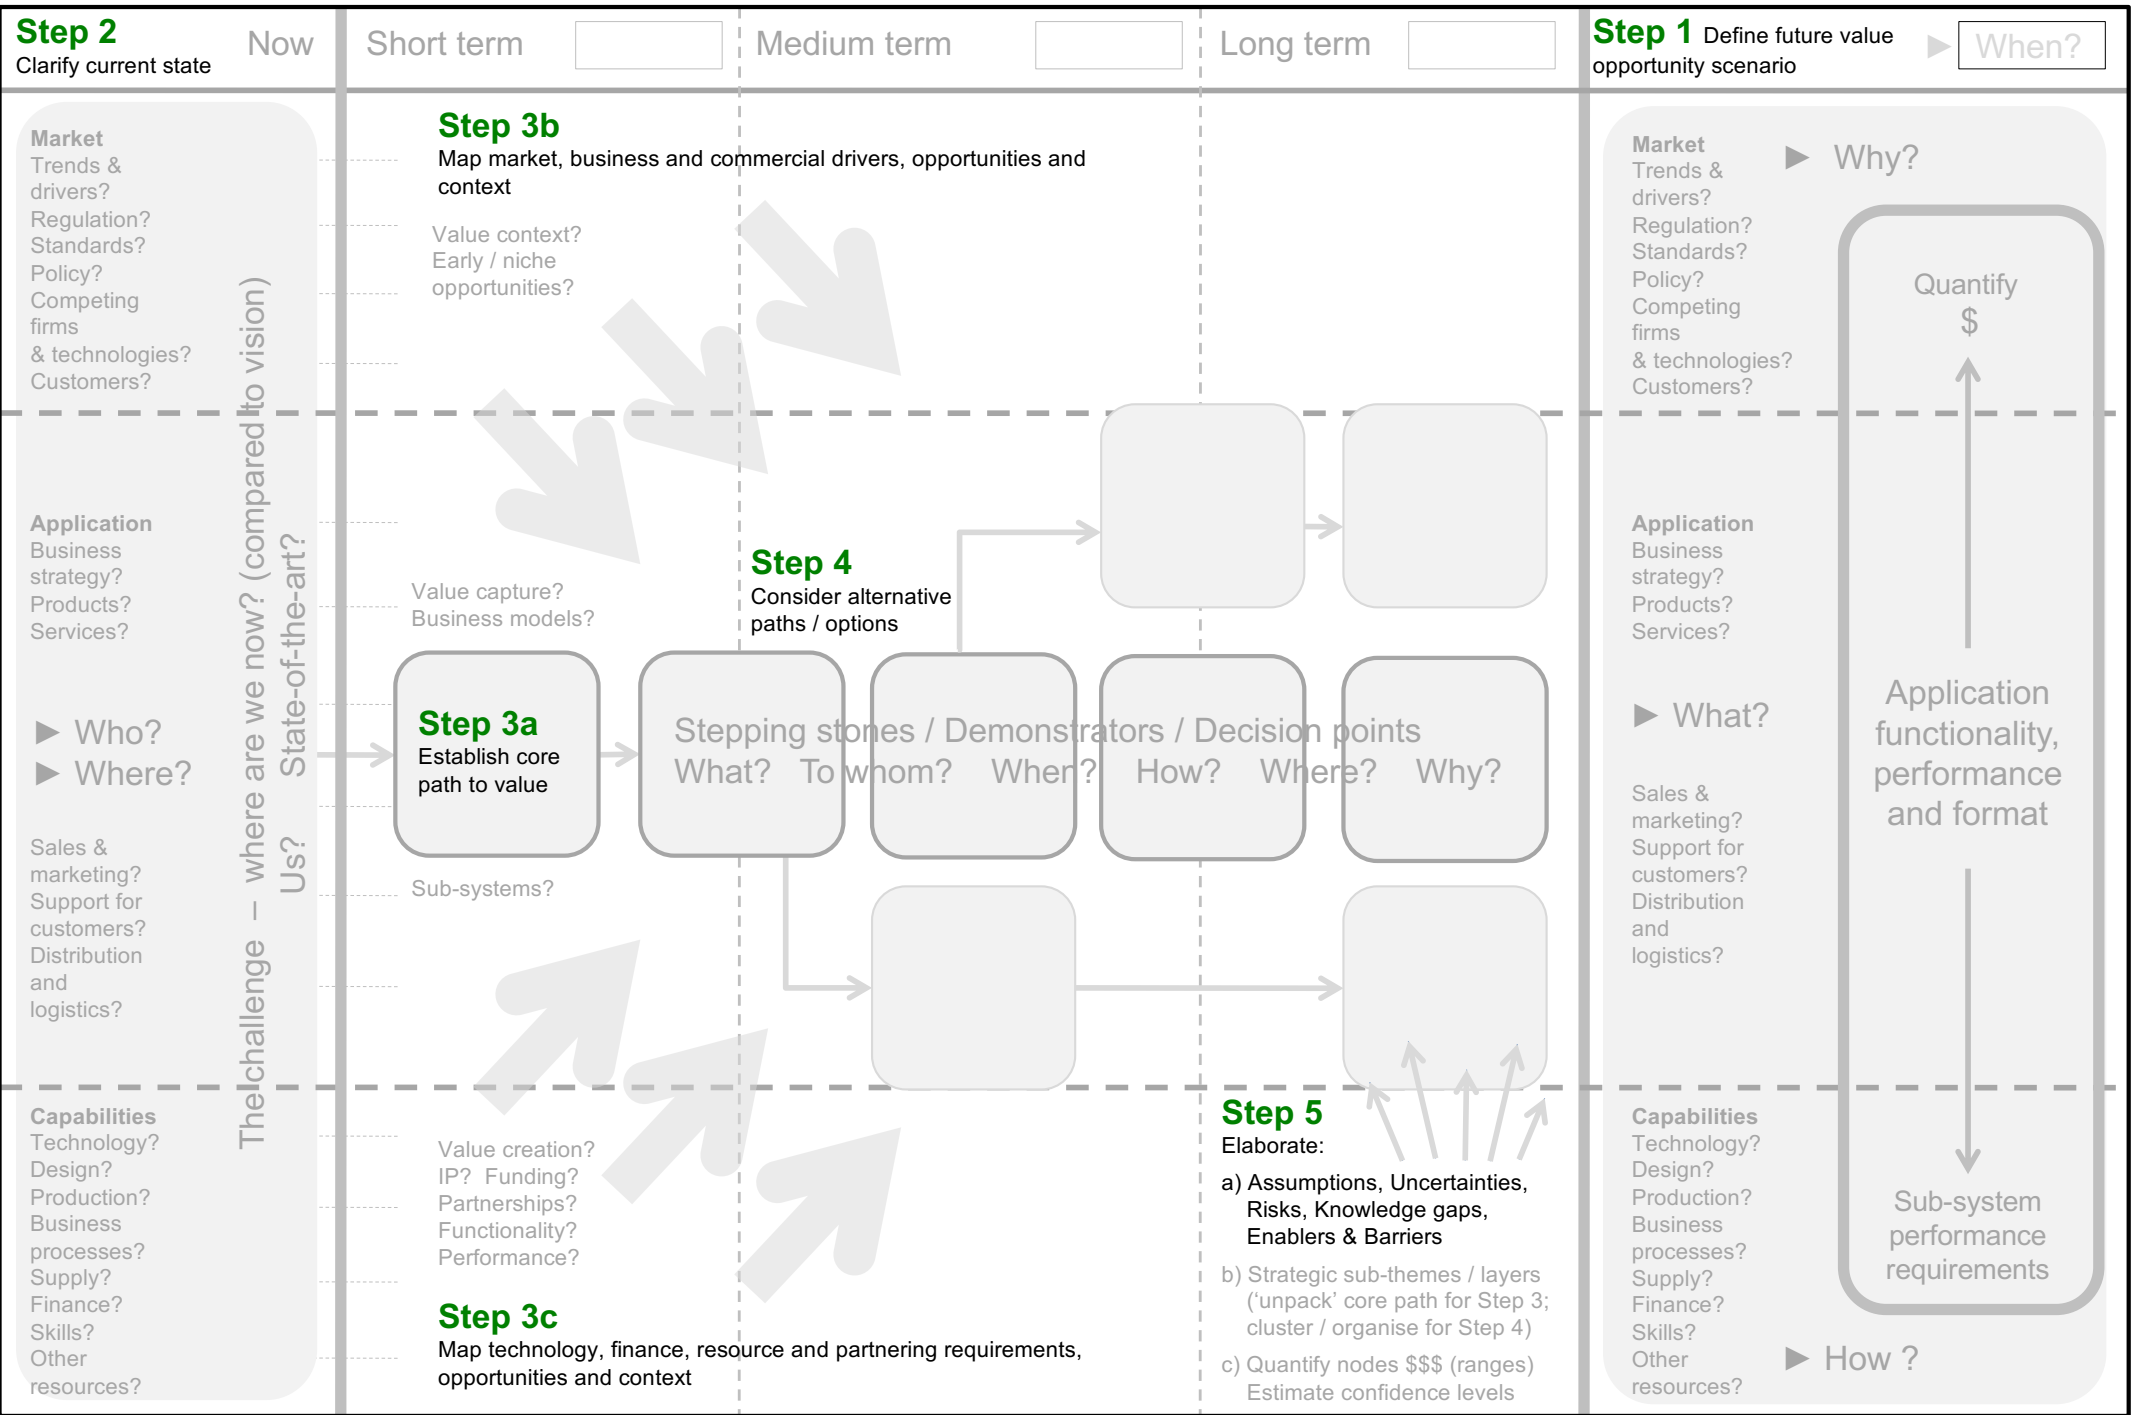 Step 2
Clarify current state
Now
Short term
Medium term
Long term
Step 1 Define future value
opportunity scenario
► When?
Market
Trends &
drivers?
Regulation?
Standards?
Policy?
Competing
firms
& technologies?
Customers?
Application
Business
strategy?
Products?
Services?
► Who?
► Where?
Sales &
marketing?
Support for
customers?
Distribution
and
logistics?
Capabilities
Technology?
Design?
Production?
Business
processes?
Supply?
Finance?
Skills?
Other
resources?
The challenge – where are we now? (compared to vision)
Us? State-of-the-art?
Step 3b
Map market, business and commercial drivers, opportunities and
context
Value context?
Early / niche
opportunities?
Value capture?
Business models?
Step 4
Consider alternative
paths / options
Step 3a
Establish core
path to value
Stepping stones / Demonstrators / Decision points
What? To whom? When? How? Where? Why?
Sub-systems?
Value creation?
IP? Funding?
Partnerships?
Functionality?
Performance?
Step 3c
Map technology, finance, resource and partnering requirements,
opportunities and context
Step 5
Elaborate:
a) Assumptions, Uncertainties,
Risks, Knowledge gaps,
Enablers & Barriers
b) Strategic sub-themes / layers
(‘unpack’ core path for Step 3;
cluster / organise for Step 4)
c) Quantify nodes $$$ (ranges)
Estimate confidence levels
Market
Trends &
drivers?
Regulation?
Standards?
Policy?
Competing
firms
& technologies?
Customers?
► Why?
Application
Business
strategy?
Products?
Services?
► What?
Sales &
marketing?
Support for
customers?
Distribution
and
logistics?
Capabilities
Technology?
Design?
Production?
Business
processes?
Supply?
Finance?
Skills?
Other
resources?
► How ?
Quantify
$
Application
functionality,
performance
and format
Sub-system
performance
requirements